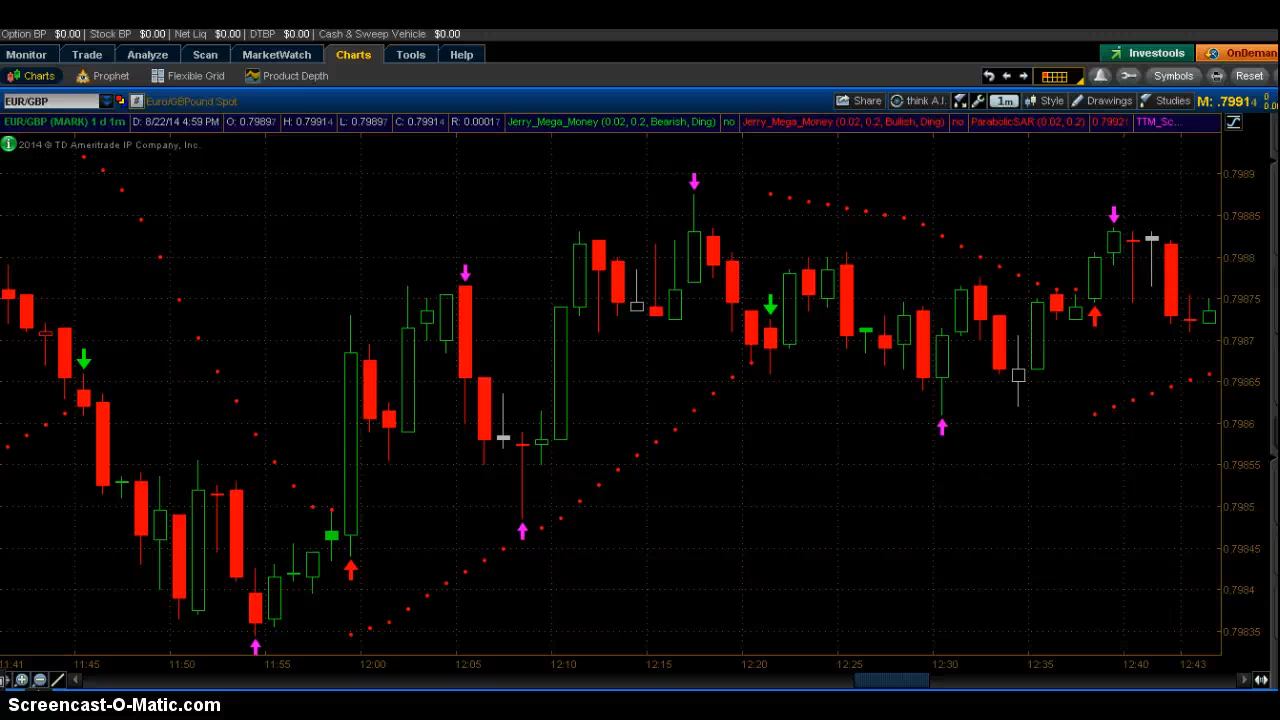 Option BP $0.00 | Stock BP $0.00 | Net Liq $0.00 | DTBP $0.00 | Cash & Sweep Vehicle $0.00
Monitor Trade Analyze Scan MarketWatch Charts Tools Help Investools OnDeman
Charts Prophet Flexible Grid Product Depth Symbols Reset
EUR/GBP # Euro/GBPound Spot Share think A.I. 1m Style Drawings Studies M: .79914
EUR/GBP (MARK) 1 d 1m D: 8/22/14 4:59 PM O: .79897 H: .79914 L: .79897 C: .79914 R: 0.00017 Jerry_Mega_Money (0.02, 0.2, Bearish, Ding) no Jerry_Mega_Money (0.02, 0.2, Bullish, Ding) no ParabolicSAR (0.02, 0.2) TTM_Sc...
2014 © TD Ameritrade IP Company, Inc.
0.7989
0.79885
0.7988
0.79875
0.7987
0.79865
0.7986
0.79855
0.7985
0.79845
0.7984
0.79835
11:41 11:45 11:50 11:55 12:00 12:05 12:10 12:15 12:20 12:25 12:30 12:35 12:40 12:43
Screencast-O-Matic.com